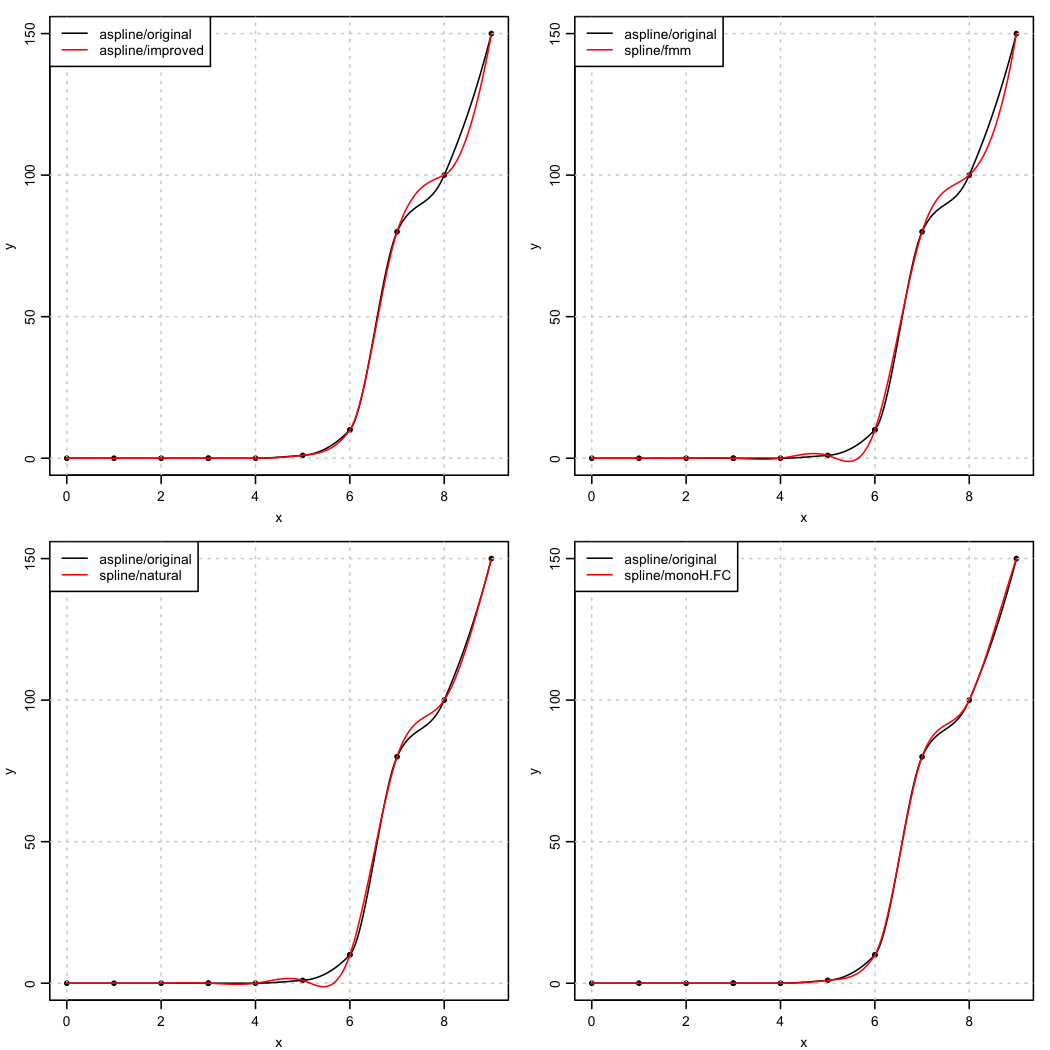 aspline/original
aspline/improved
150
100
50
0
y
0 2 4 6 8
x
aspline/original
spline/fmm
150
100
50
0
y
0 2 4 6 8
x
aspline/original
spline/natural
150
100
50
0
y
0 2 4 6 8
x
aspline/original
spline/monoH.FC
150
100
50
0
y
0 2 4 6 8
x